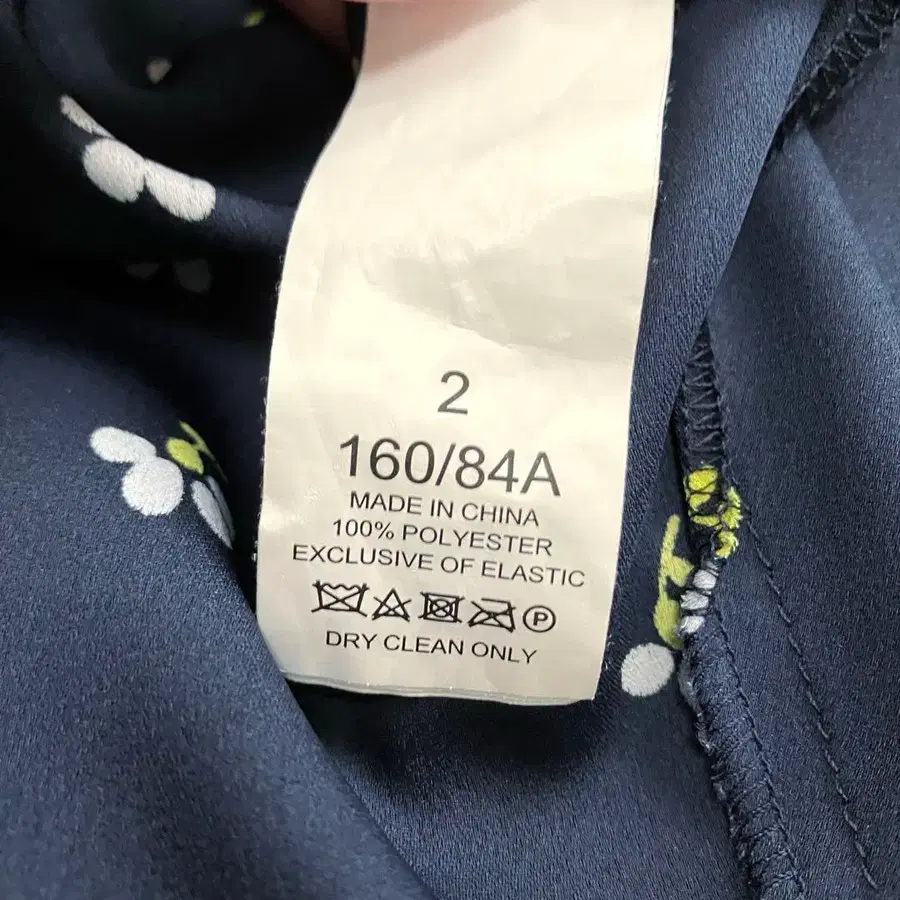 2
160/84A
MADE IN CHINA
100% POLYESTER
EXCLUSIVE OF ELASTIC
P
DRY CLEAN ONLY